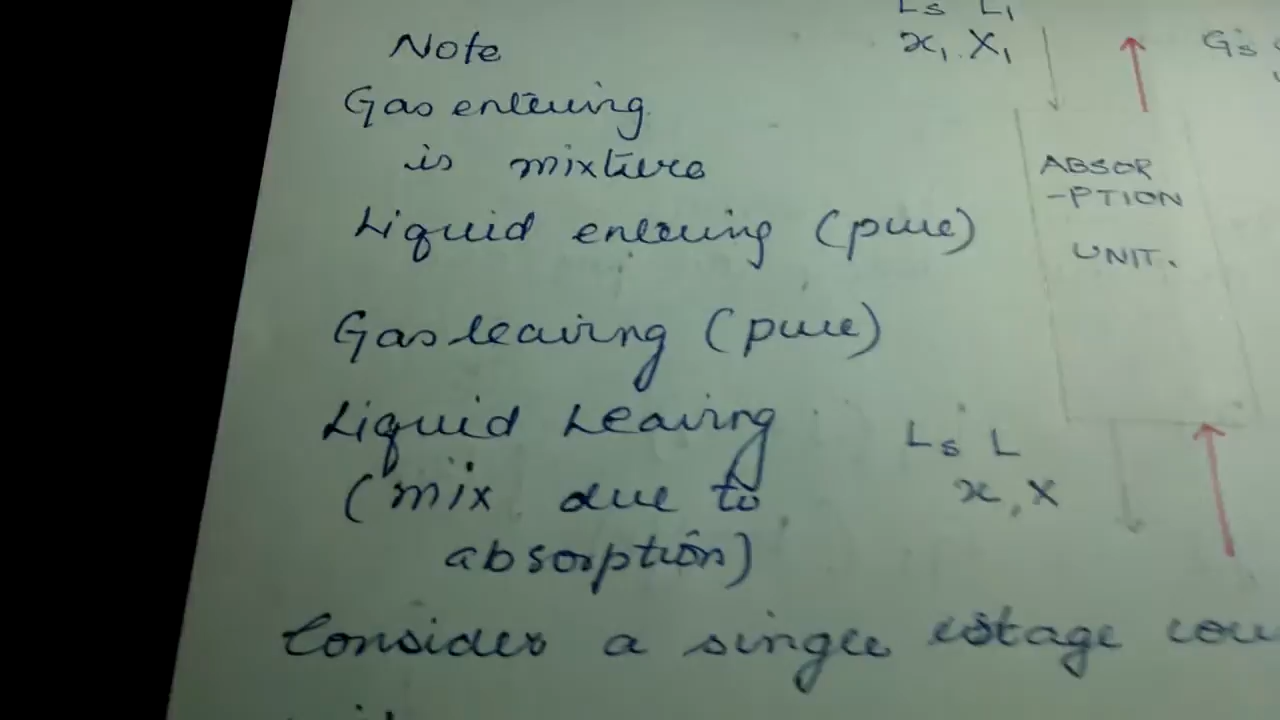 Note
Gas entering
is mixture
Liquid entering (pure)
Gas leaving (pure)
Liquid Leaving
(mix due to
absorption)
Ls L1
x1, X1
Gs
ABSOR
-PTION
UNIT.
Ls L
x, X
Consider a single stage